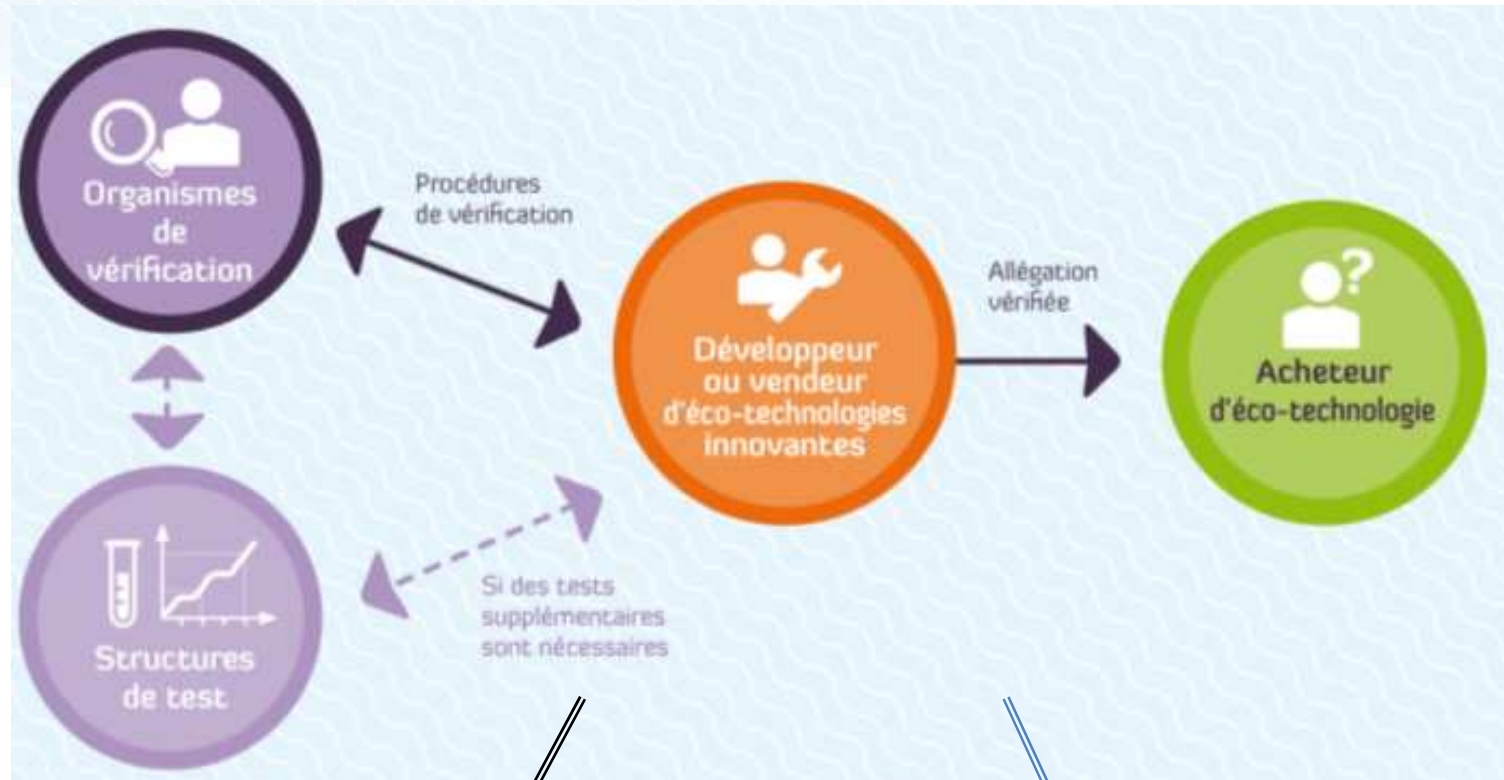 Organismes
de
vérification
Procédures
de vérification
Développeur
ou vendeur
d'éco-technologies
innovantes
Allégation
vérifiée
Acheteur
d'éco-technologie
Structures
de test
Si des tests
supplémentaires
sont nécessaires